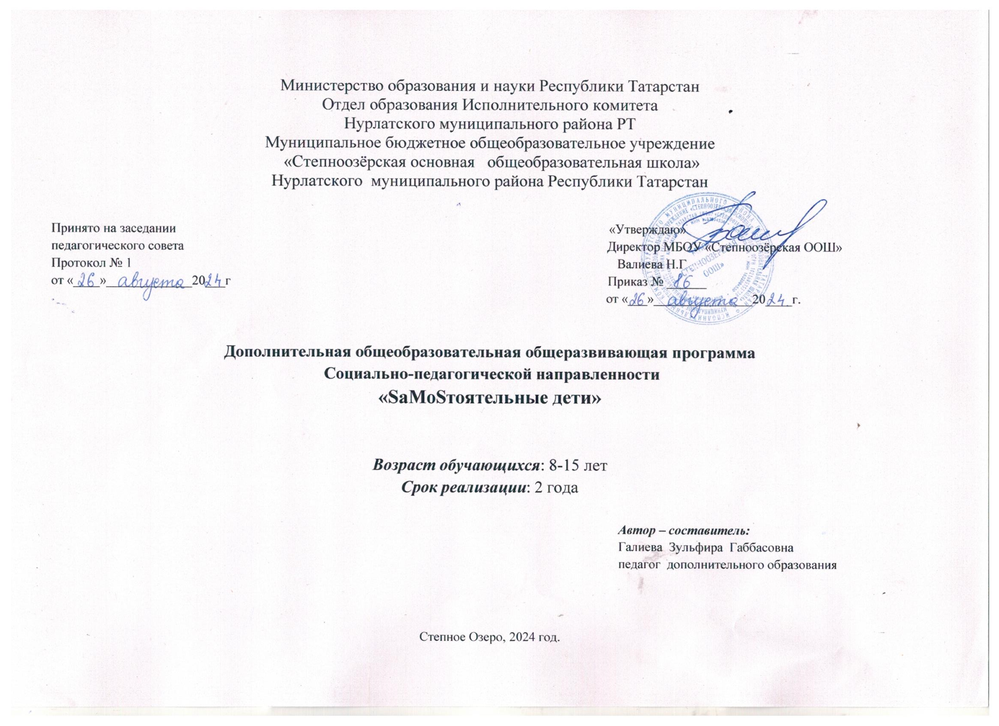 Министерство образования и науки Республики Татарстан
Отдел образования Исполнительного комитета
Нурлатского муниципального района РТ
Муниципальное бюджетное общеобразовательное учреждение
«Степноозёрская основная общеобразовательная школа»
Нурлатского муниципального района Республики Татарстан
Принято на заседании
педагогического совета
Протокол № 1
от «26» августа 2024 г
«Утверждаю»
Директор МБОУ «Степноозёрская ООШ»
Валиева Н.Г
Приказ № 86
от «26» августа 2024 г.
«СТЕПНООЗЕРСКАЯ
ООШ»
Дополнительная общеобразовательная общеразвивающая программа
Социально-педагогической направленности
«SaMoSтоятельные дети»
Возраст обучающихся: 8-15 лет
Срок реализации: 2 года
Автор – составитель:
Галиева Зульфира Габбасовна
педагог дополнительного образования
Степное Озеро, 2024 год.